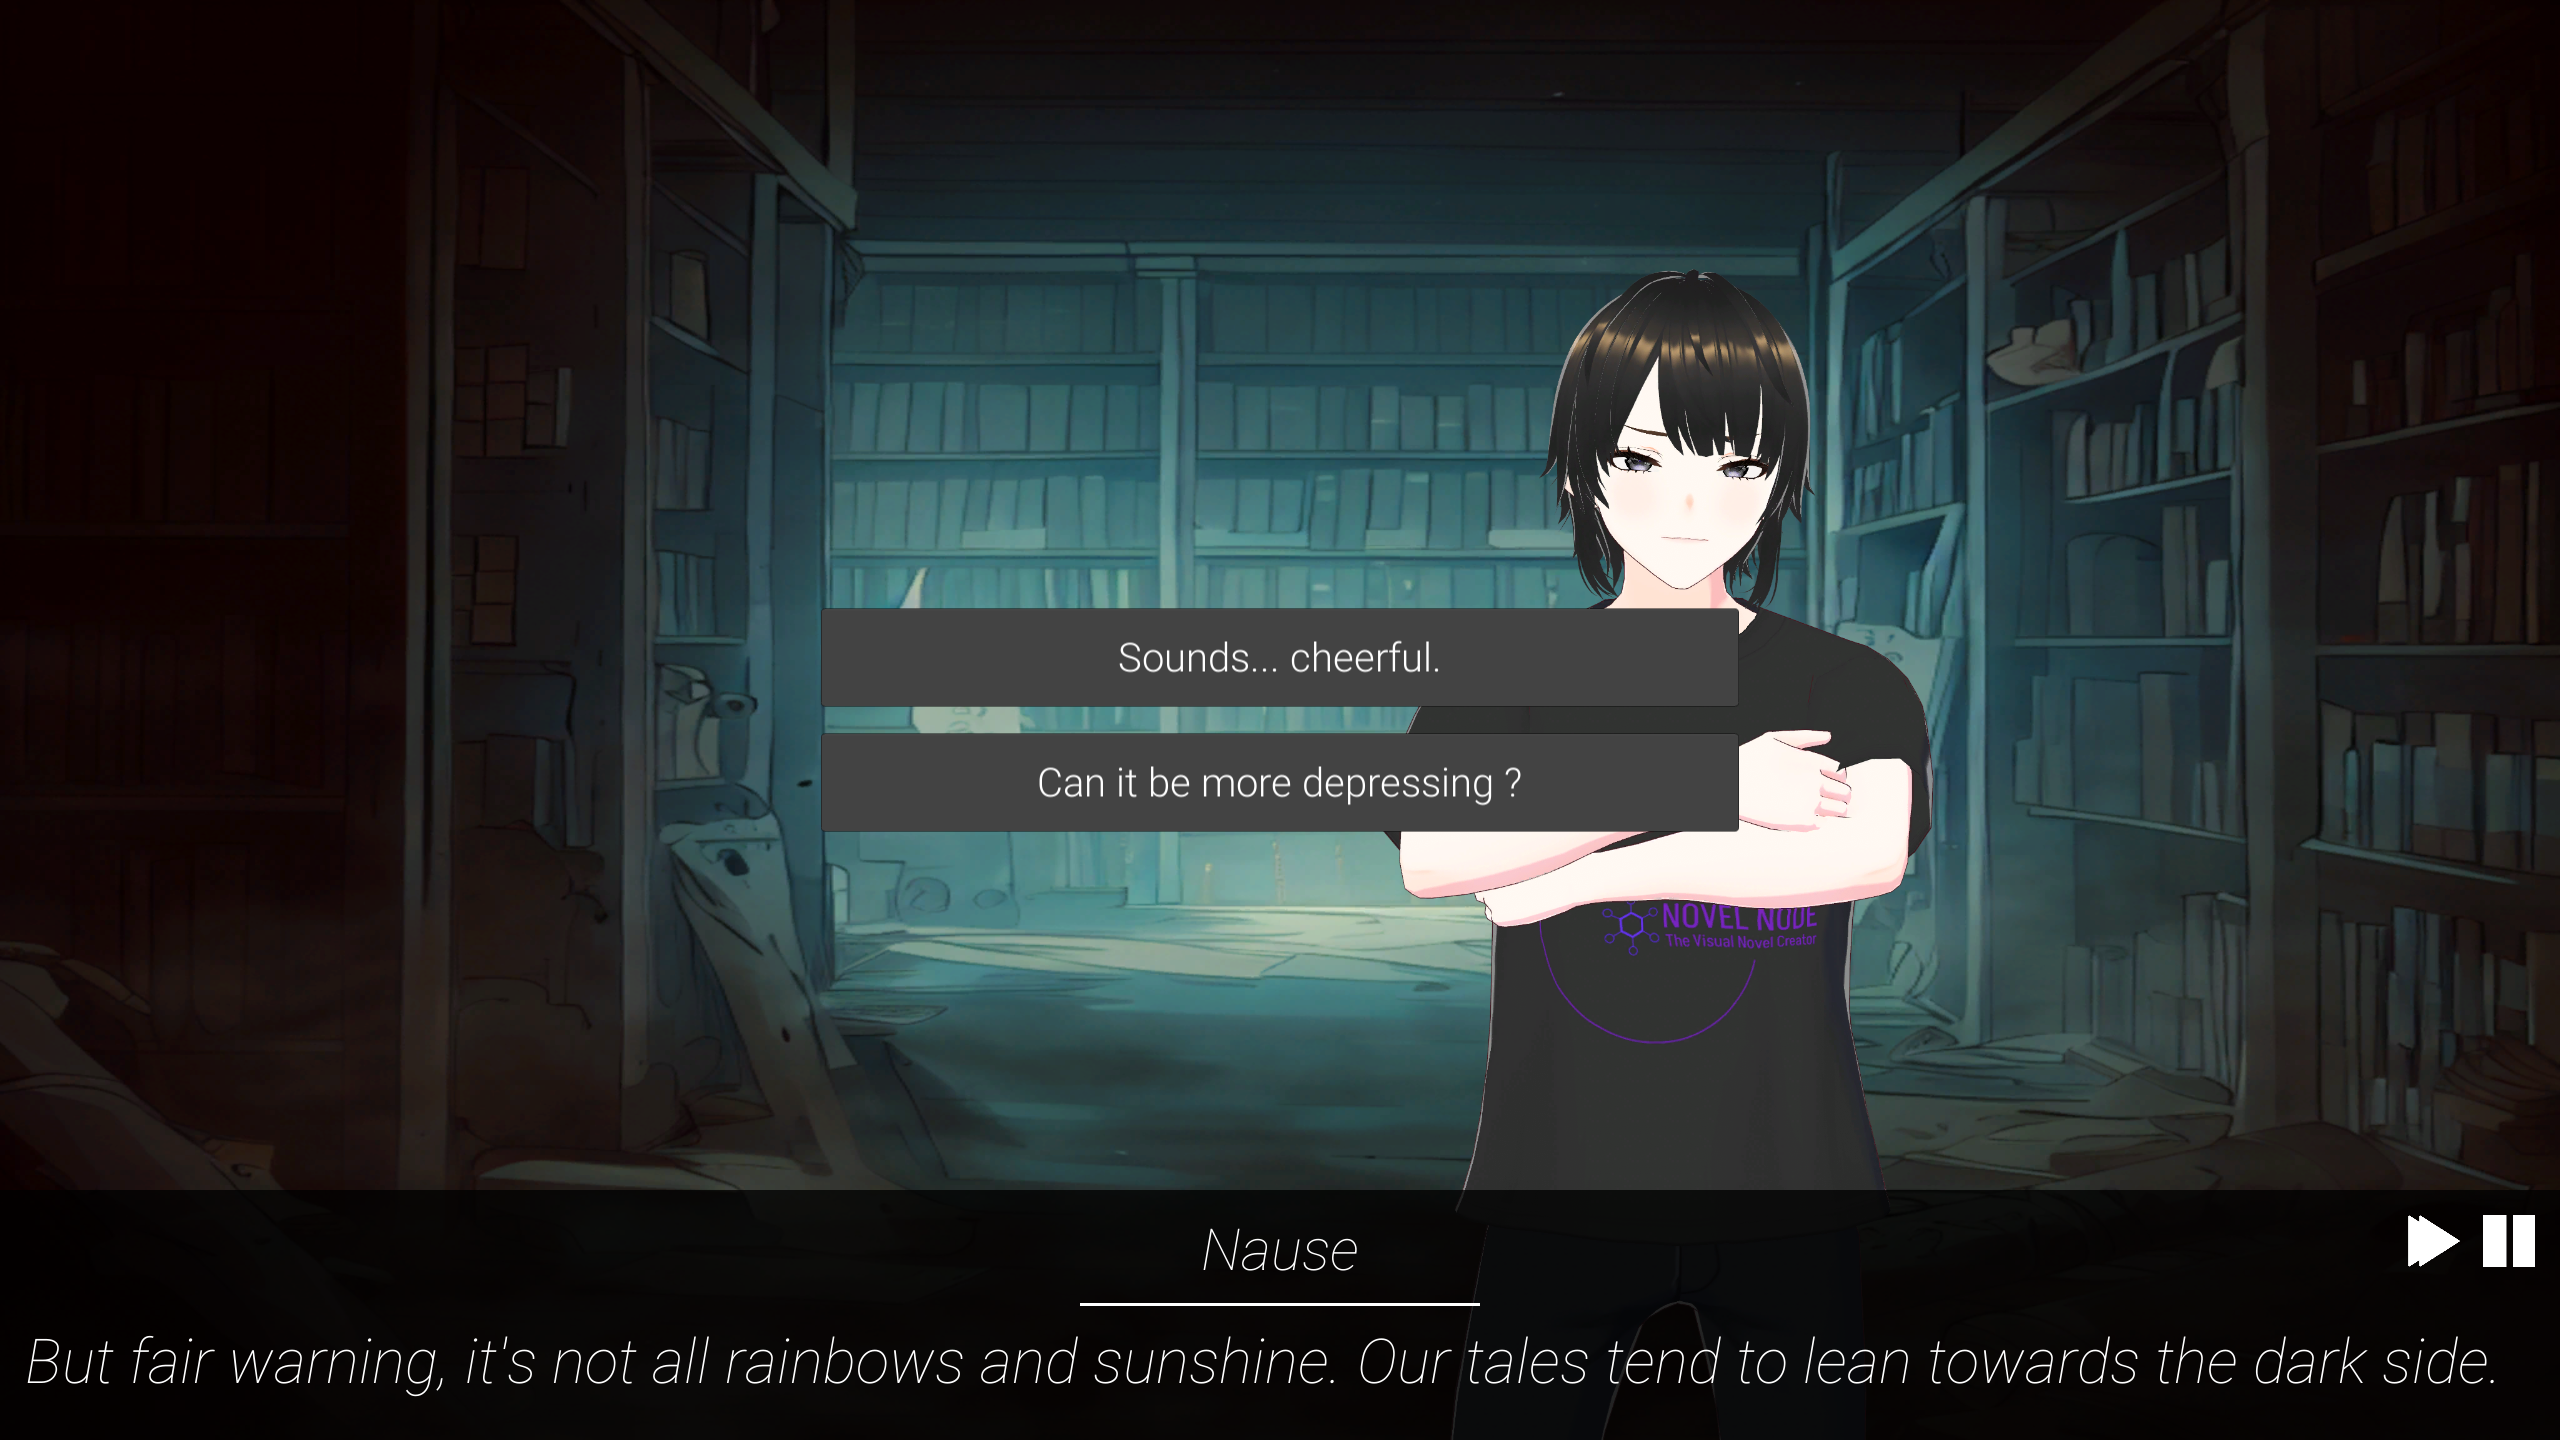 Sounds... cheerful.
Can it be more depressing ?
NOVEL NODE
The Visual Novel Creator
Nause
But fair warning, it's not all rainbows and sunshine. Our tales tend to lean towards the dark side.